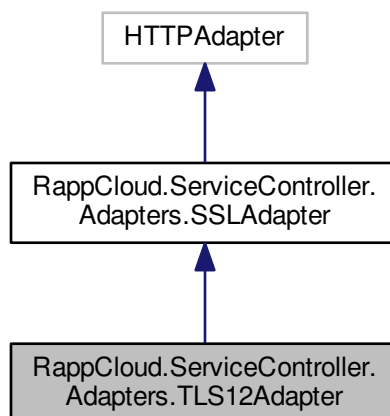 HTTPAdapter
RappCloud.ServiceController.
Adapters.SSLAdapter
RappCloud.ServiceController.
Adapters.TLS12Adapter